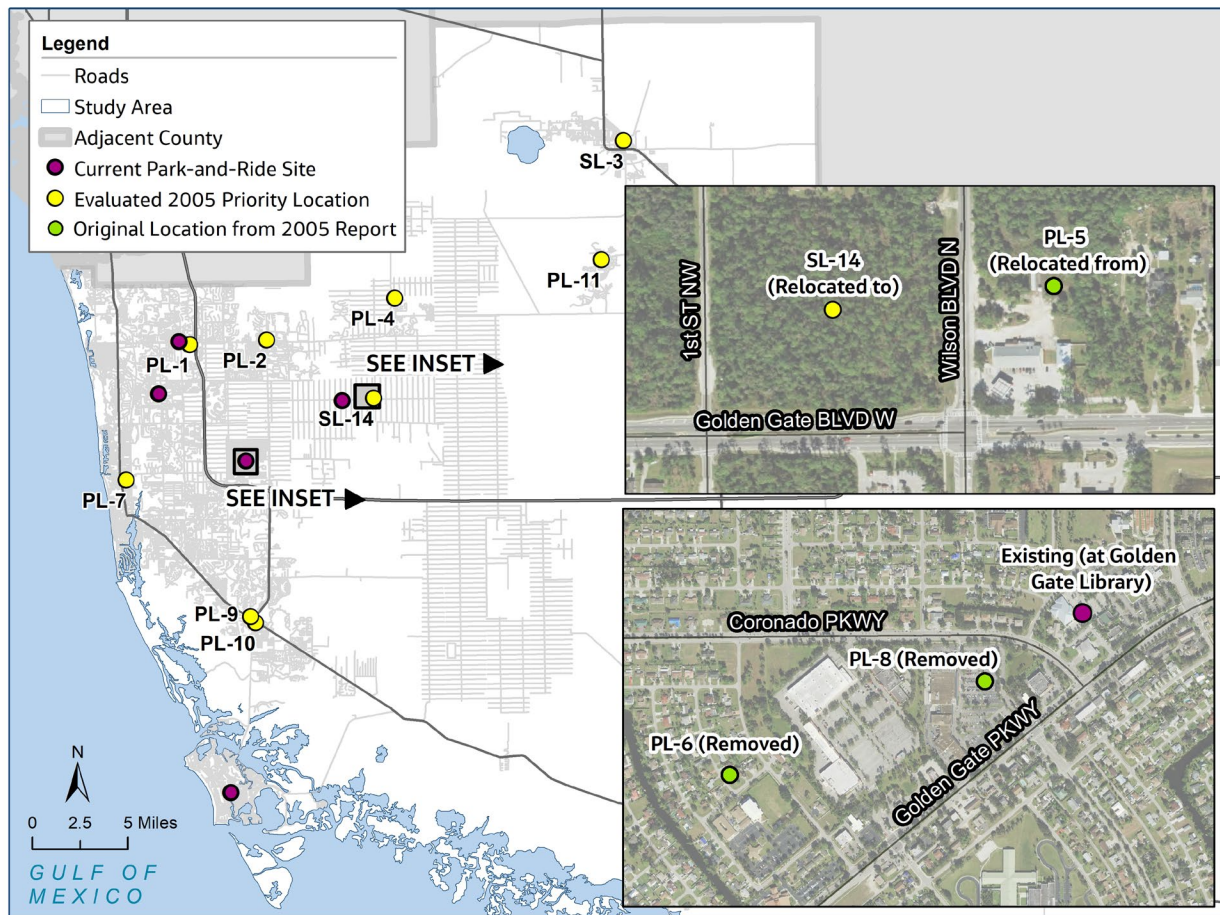 Legend
Roads
Study Area
Adjacent County
Current Park-and-Ride Site
Evaluated 2005 Priority Location
Original Location from 2005 Report
SL-3
PL-11
PL-4
PL-1
PL-2
SEE INSET
SL-14
PL-7
SEE INSET
PL-9
PL-10
N
0 2.5 5 Miles
GULF OF
MEXICO
1st ST NW
SL-14
(Relocated to)
Wilson BLVD N
PL-5
(Relocated from)
Golden Gate BLVD W
Existing (at Golden
Gate Library)
Coronado PKWY
PL-8 (Removed)
PL-6 (Removed)
Golden Gate PKWY